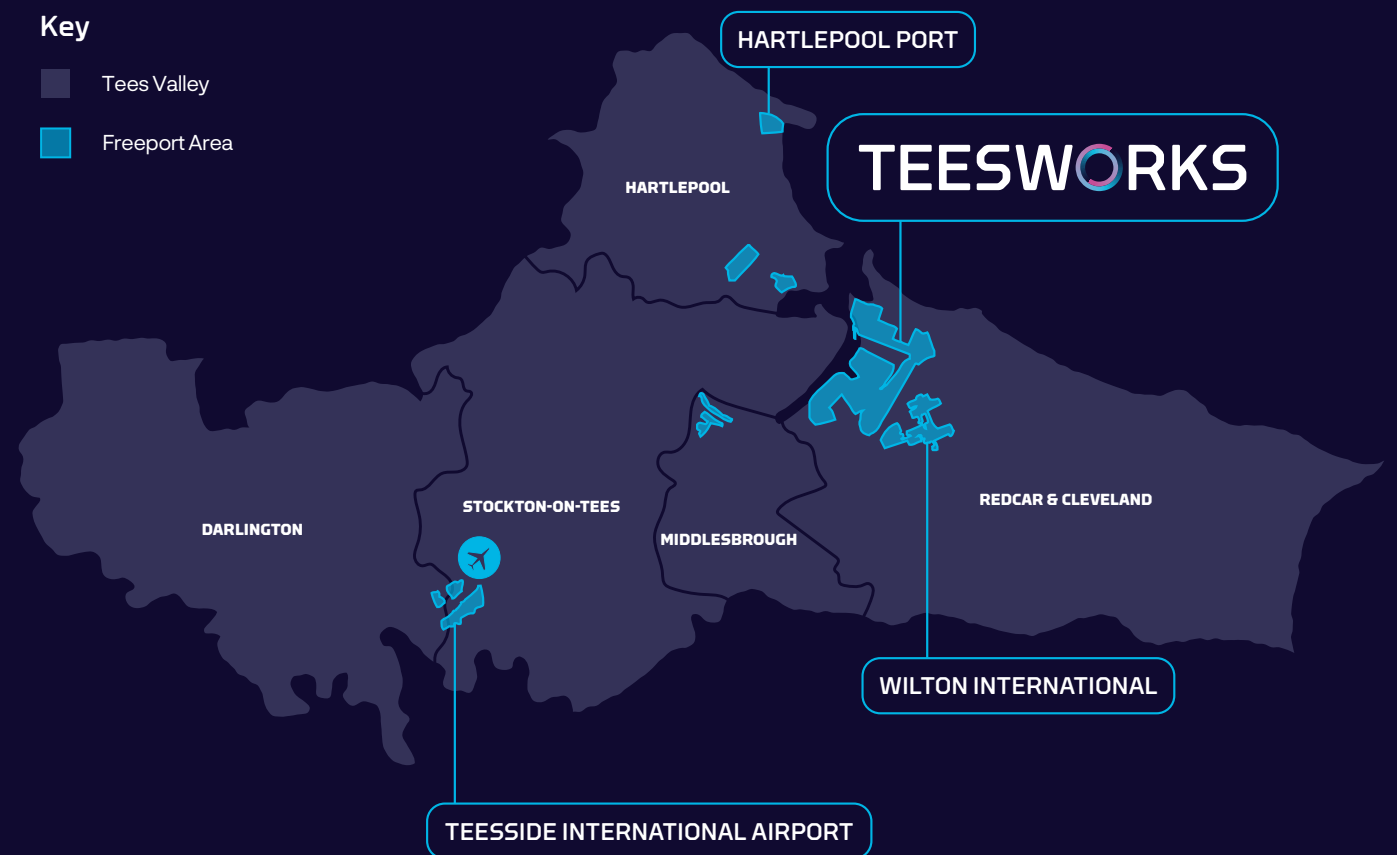 Key
Tees Valley
Freeport Area
HARTLEPOOL PORT
TEESWORKS
HARTLEPOOL
REDCAR & CLEVELAND
STOCKTON-ON-TEES
DARLINGTON
MIDDLESBROUGH
WILTON INTERNATIONAL
TEESSIDE INTERNATIONAL AIRPORT